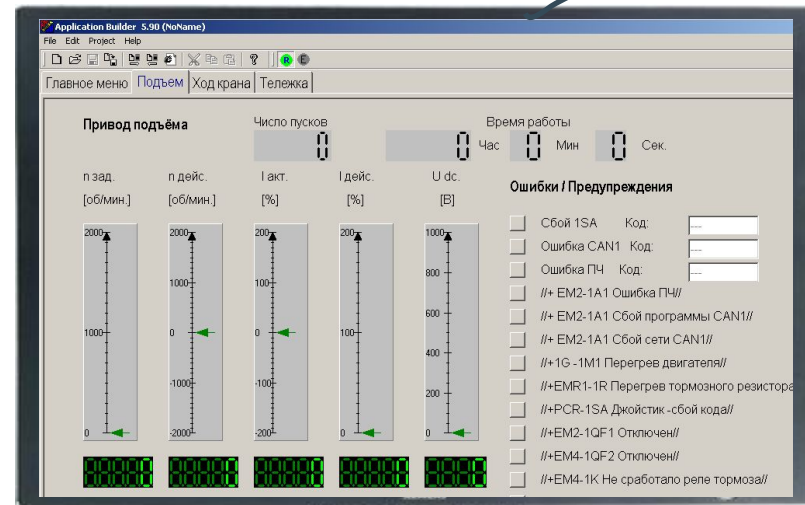 Application Builder 5.90 (NoName)
File Edit Project Help
Главное меню Подъем Ход крана Тележка
Привод подъёма
Число пусков
Время работы
0 0 Час 0 Мин 0 Сек.
n зад. n дейс. I акт. I дейс. U dc.
[об/мин.] [об/мин.] [%] [%] [В]
Ошибки / Предупреждения
Сбой 1SA Код: ---
Ошибка CAN1 Код: ---
Ошибка ПЧ Код: ---
//+ EM2-1A1 Ошибка ПЧ//
//+ EM2-1A1 Сбой программы CAN1//
//+ EM2-1A1 Сбой сети CAN1//
//+1G -1M1 Перегрев двигателя//
//+EMR1-1R Перегрев тормозного резистора
//+PCR-1SA Джойстик -сбой кода//
//+EM2-1QF1 Отключен//
//+EM4-1QF2 Отключен//
//+EM4-1K Не сработало реле тормоза//
2000 2000 200 200 1000
1000 100 800
600
1000 0 0 100
400
-1000 -100
200
0 -2000 -200 0 0
0 0 0 0 0